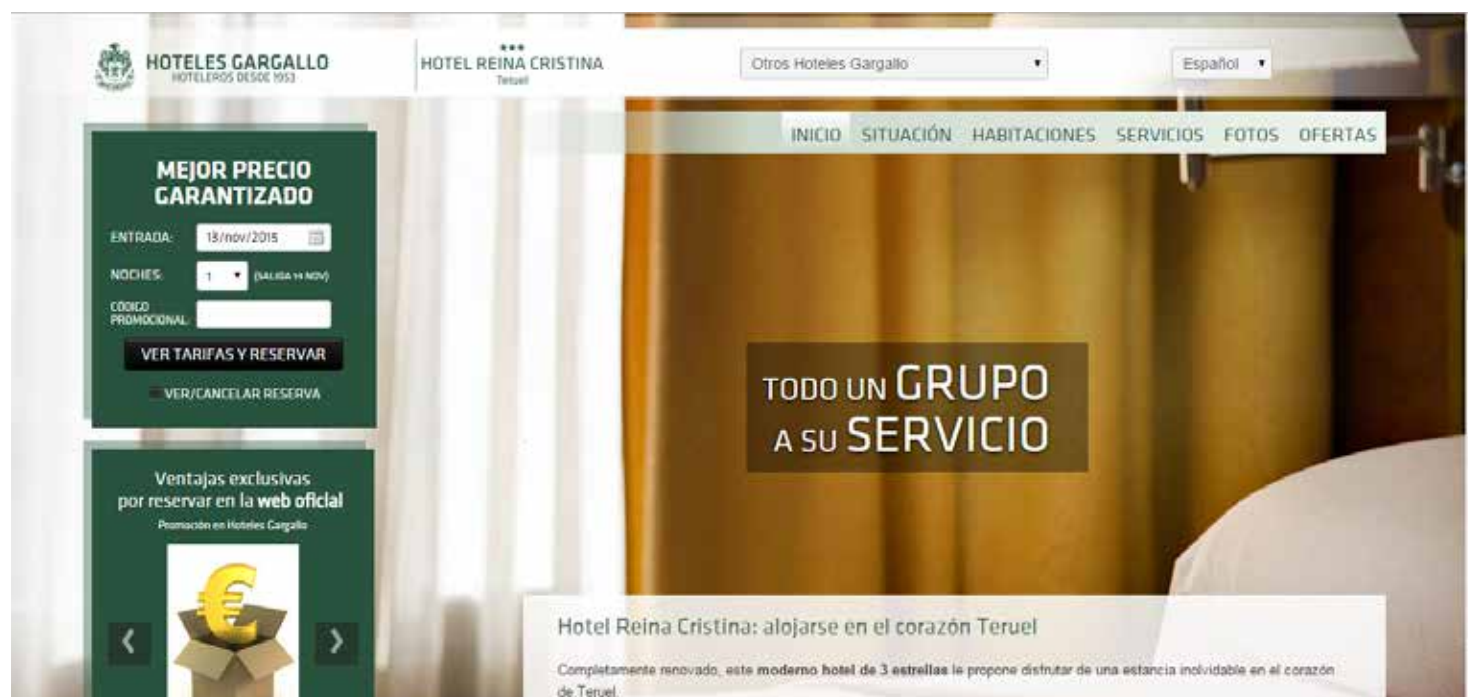 HOTELES GARGALLO
HOTELEROS DESDE 1953
HOTEL REINA CRISTINA
Teruel
Otros Hoteles Gargallo
Español
INICIO SITUACIÓN HABITACIONES SERVICIOS FOTOS OFERTAS
MEJOR PRECIO
GARANTIZADO
ENTRADA: 13/nov/2015
NOCHES: 1 (SALIDA 14 NOV)
CÓDIGO
PROMOCIONAL:
VER TARIFAS Y RESERVAR
VER/CANCELAR RESERVA
TODO UN GRUPO
A SU SERVICIO
Ventajas exclusivas
por reservar en la web oficial
Promoción en Hoteles Gargallo
Hotel Reina Cristina: alojarse en el corazón Teruel
Completamente renovado, este moderno hotel de 3 estrellas le propone disfrutar de una estancia inolvidable en el corazón
de Teruel.